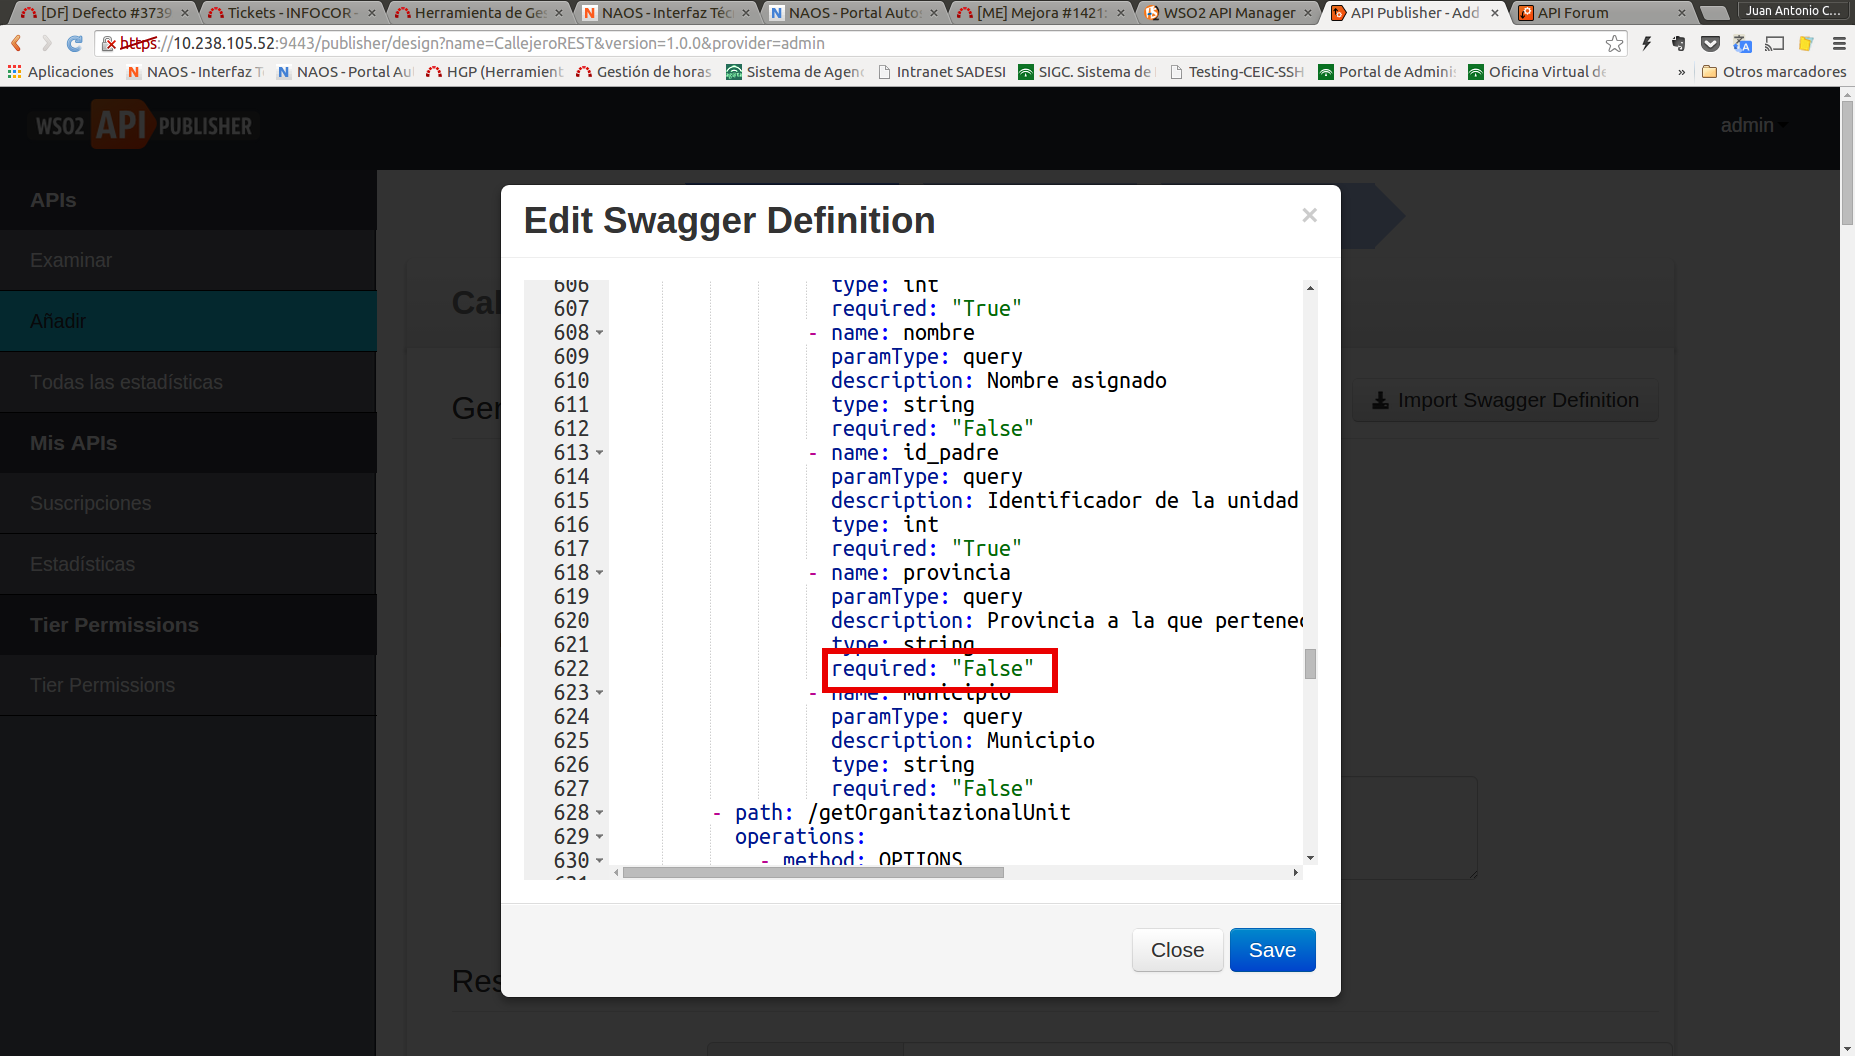 [DF] Defecto #3739
Tickets - INFOCOR -
Herramienta de Ges
NAOS - Interfaz Téc
NAOS - Portal Autos
[ME] Mejora #1421:
WSO2 API Manager
API Publisher - Add
API Forum
Juan Antonio C...
https://10.238.105.52:9443/publisher/design?name=CallejeroREST&version=1.0.0&provider=admin
Aplicaciones
NAOS - Interfaz T
NAOS - Portal Au
HGP (Herramient
Gestión de horas
Sistema de Agen
Intranet SADESI
SIGC. Sistema de
Testing-CEIC-SSH
Portal de Adminis
Oficina Virtual de
»
Otros marcadores
WSO2 API PUBLISHER
admin
APIs
Examinar
Añadir
Todas las estadísticas
Mis APIs
Suscripciones
Estadísticas
Tier Permissions
Tier Permissions
Cal
Ger
Import Swagger Definition
Res
Edit Swagger Definition
×
606 type: int
607 required: "True"
608 - name: nombre
609 paramType: query
610 description: Nombre asignado
611 type: string
612 required: "False"
613 - name: id_padre
614 paramType: query
615 description: Identificador de la unidad
616 type: int
617 required: "True"
618 - name: provincia
619 paramType: query
620 description: Provincia a la que pertenec
621 type: string
622 required: "False"
623 - name: municipio
624 paramType: query
625 description: Municipio
626 type: string
627 required: "False"
628 - path: /getOrganitazionalUnit
629 operations:
630 - method: OPTIONS
631
Close
Save